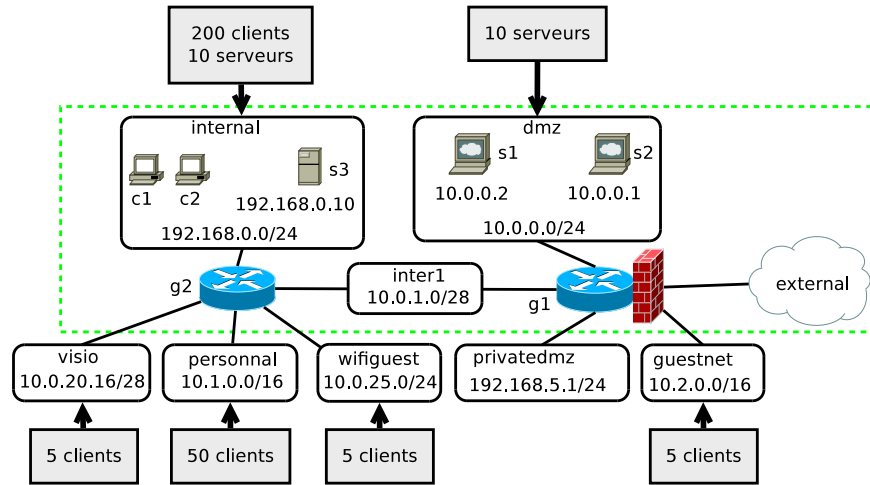 200 clients
10 serveurs
10 serveurs
internal
dmz
s1
s2
s3
c1
c2
192.168.0.10
10.0.0.2
10.0.0.1
192.168.0.0/24
10.0.0.0/24
g2
inter1
10.0.1.0/28
g1
external
visio
10.0.20.16/28
personnal
10.1.0.0/16
wifiguest
10.0.25.0/24
privatedmz
192.168.5.1/24
guestnet
10.2.0.0/16
5 clients
50 clients
5 clients
5 clients